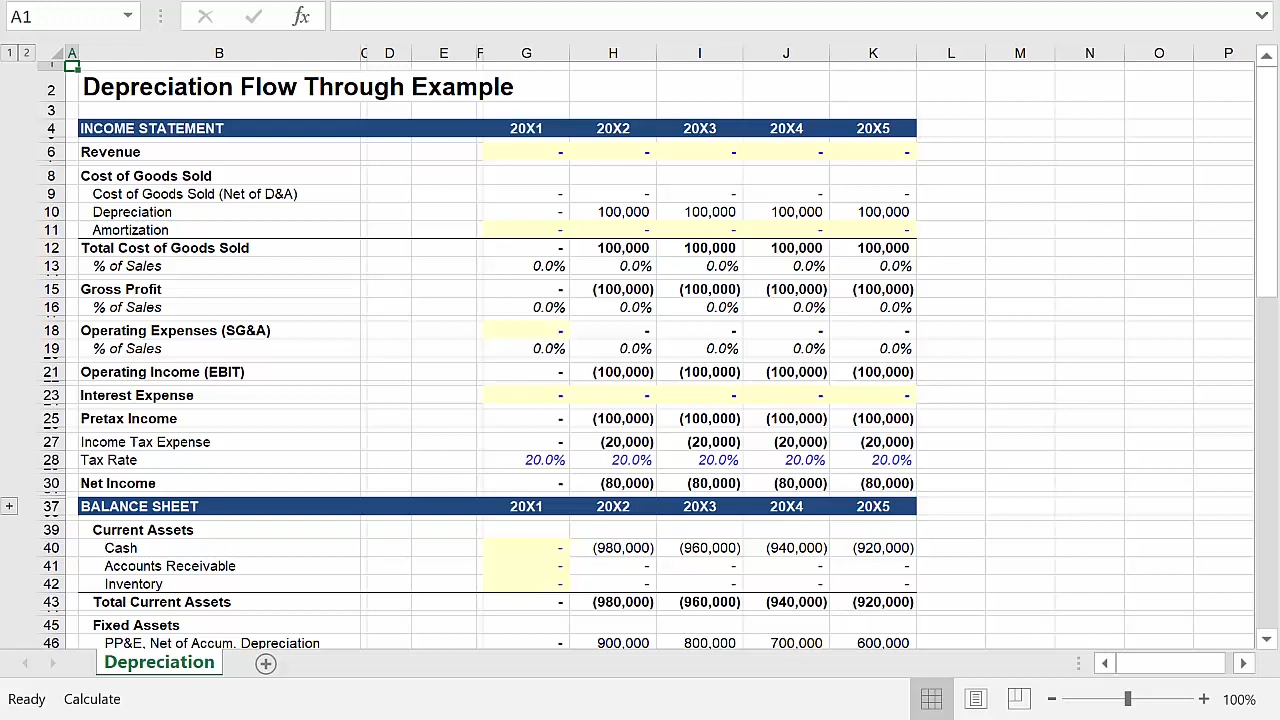 A1 fx
1 2 A B C D E F G H I J K L M N O P
2 Depreciation Flow Through Example
3
4 INCOME STATEMENT 20X1 20X2 20X3 20X4 20X5
6 Revenue - - - - -
8 Cost of Goods Sold
9 Cost of Goods Sold (Net of D&A) - - - - -
10 Depreciation - 100,000 100,000 100,000 100,000
11 Amortization - - - - -
12 Total Cost of Goods Sold - 100,000 100,000 100,000 100,000
13 % of Sales 0.0% 0.0% 0.0% 0.0% 0.0%
15 Gross Profit - (100,000) (100,000) (100,000) (100,000)
16 % of Sales 0.0% 0.0% 0.0% 0.0% 0.0%
18 Operating Expenses (SG&A) - - - - -
19 % of Sales 0.0% 0.0% 0.0% 0.0% 0.0%
21 Operating Income (EBIT) - (100,000) (100,000) (100,000) (100,000)
23 Interest Expense - - - - -
25 Pretax Income - (100,000) (100,000) (100,000) (100,000)
27 Income Tax Expense - (20,000) (20,000) (20,000) (20,000)
28 Tax Rate 20.0% 20.0% 20.0% 20.0% 20.0%
30 Net Income - (80,000) (80,000) (80,000) (80,000)
37 BALANCE SHEET 20X1 20X2 20X3 20X4 20X5
39 Current Assets
40 Cash - (980,000) (960,000) (940,000) (920,000)
41 Accounts Receivable - - - - -
42 Inventory - - - - -
43 Total Current Assets - (980,000) (960,000) (940,000) (920,000)
45 Fixed Assets
46 PP&E, Net of Accum. Depreciation - 900,000 800,000 700,000 600,000
Depreciation
Ready Calculate 100%